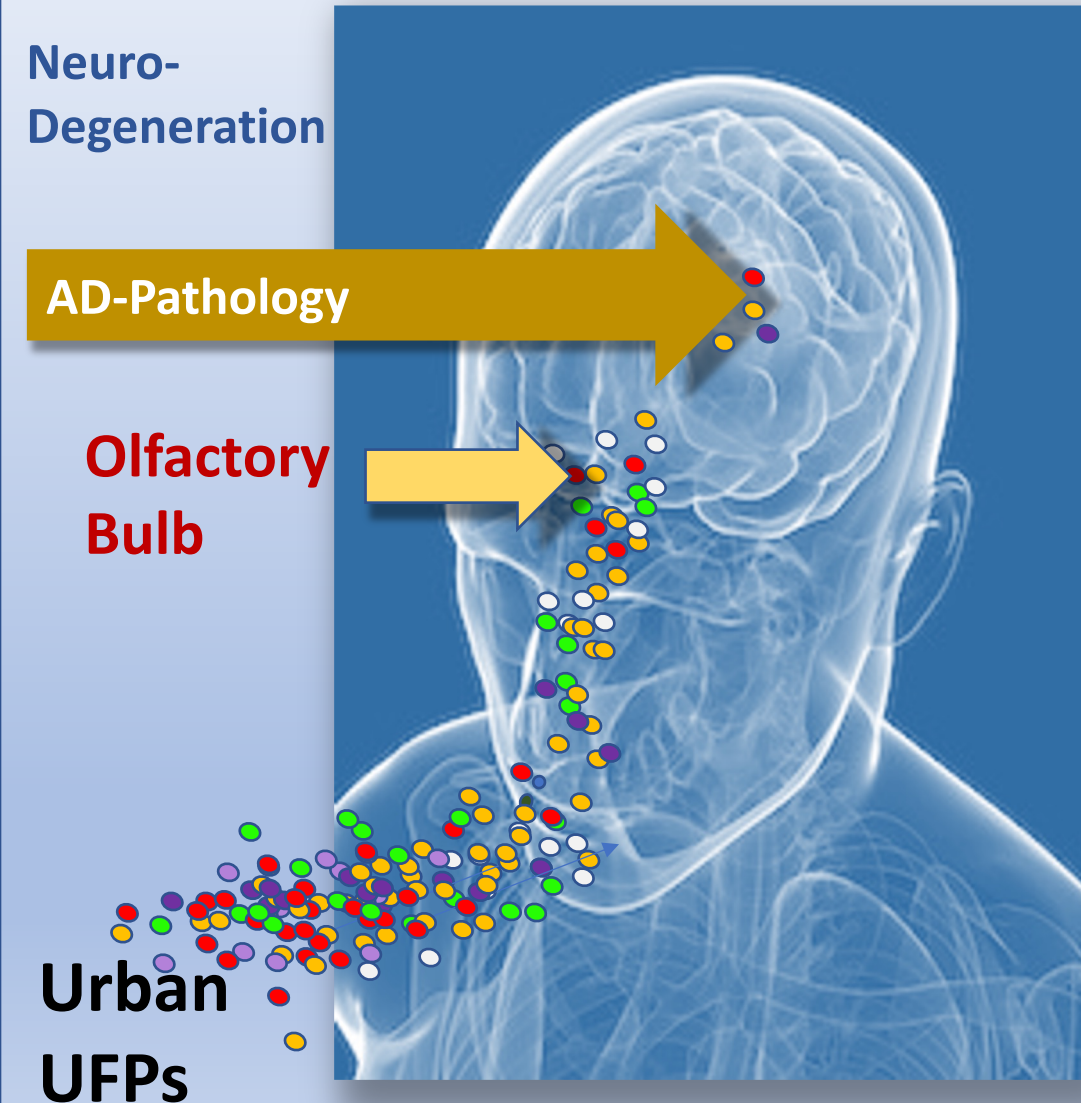 Neuro-
Degeneration
AD-Pathology
Olfactory
Bulb
Urban
UFPs